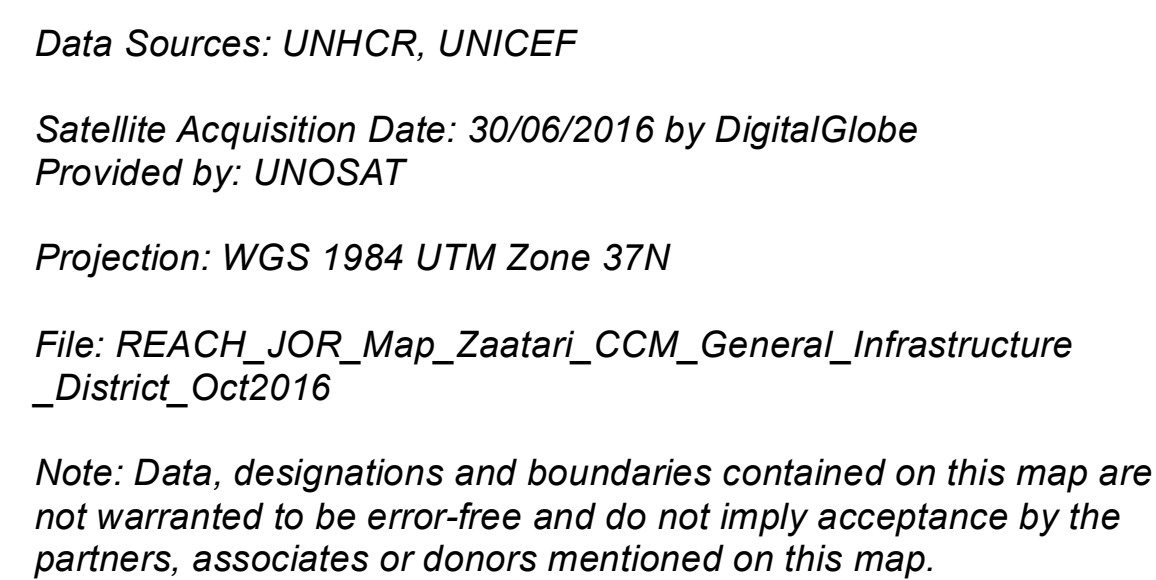 Data Sources: UNHCR, UNICEF
Satellite Acquisition Date: 30/06/2016 by DigitalGlobe
Provided by: UNOSAT
Projection: WGS 1984 UTM Zone 37N
File: REACH_JOR_Map_Zaatari_CCM_General_Infrastructure
_District_Oct2016
Note: Data, designations and boundaries contained on this map are
not warranted to be error-free and do not imply acceptance by the
partners, associates or donors mentioned on this map.